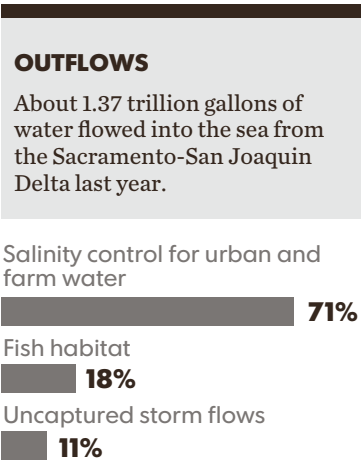 OUTFLOWS
About 1.37 trillion gallons of
water flowed into the sea from
the Sacramento-San Joaquin
Delta last year.
Salinity control for urban and
farm water
71%
Fish habitat
18%
Uncaptured storm flows
11%